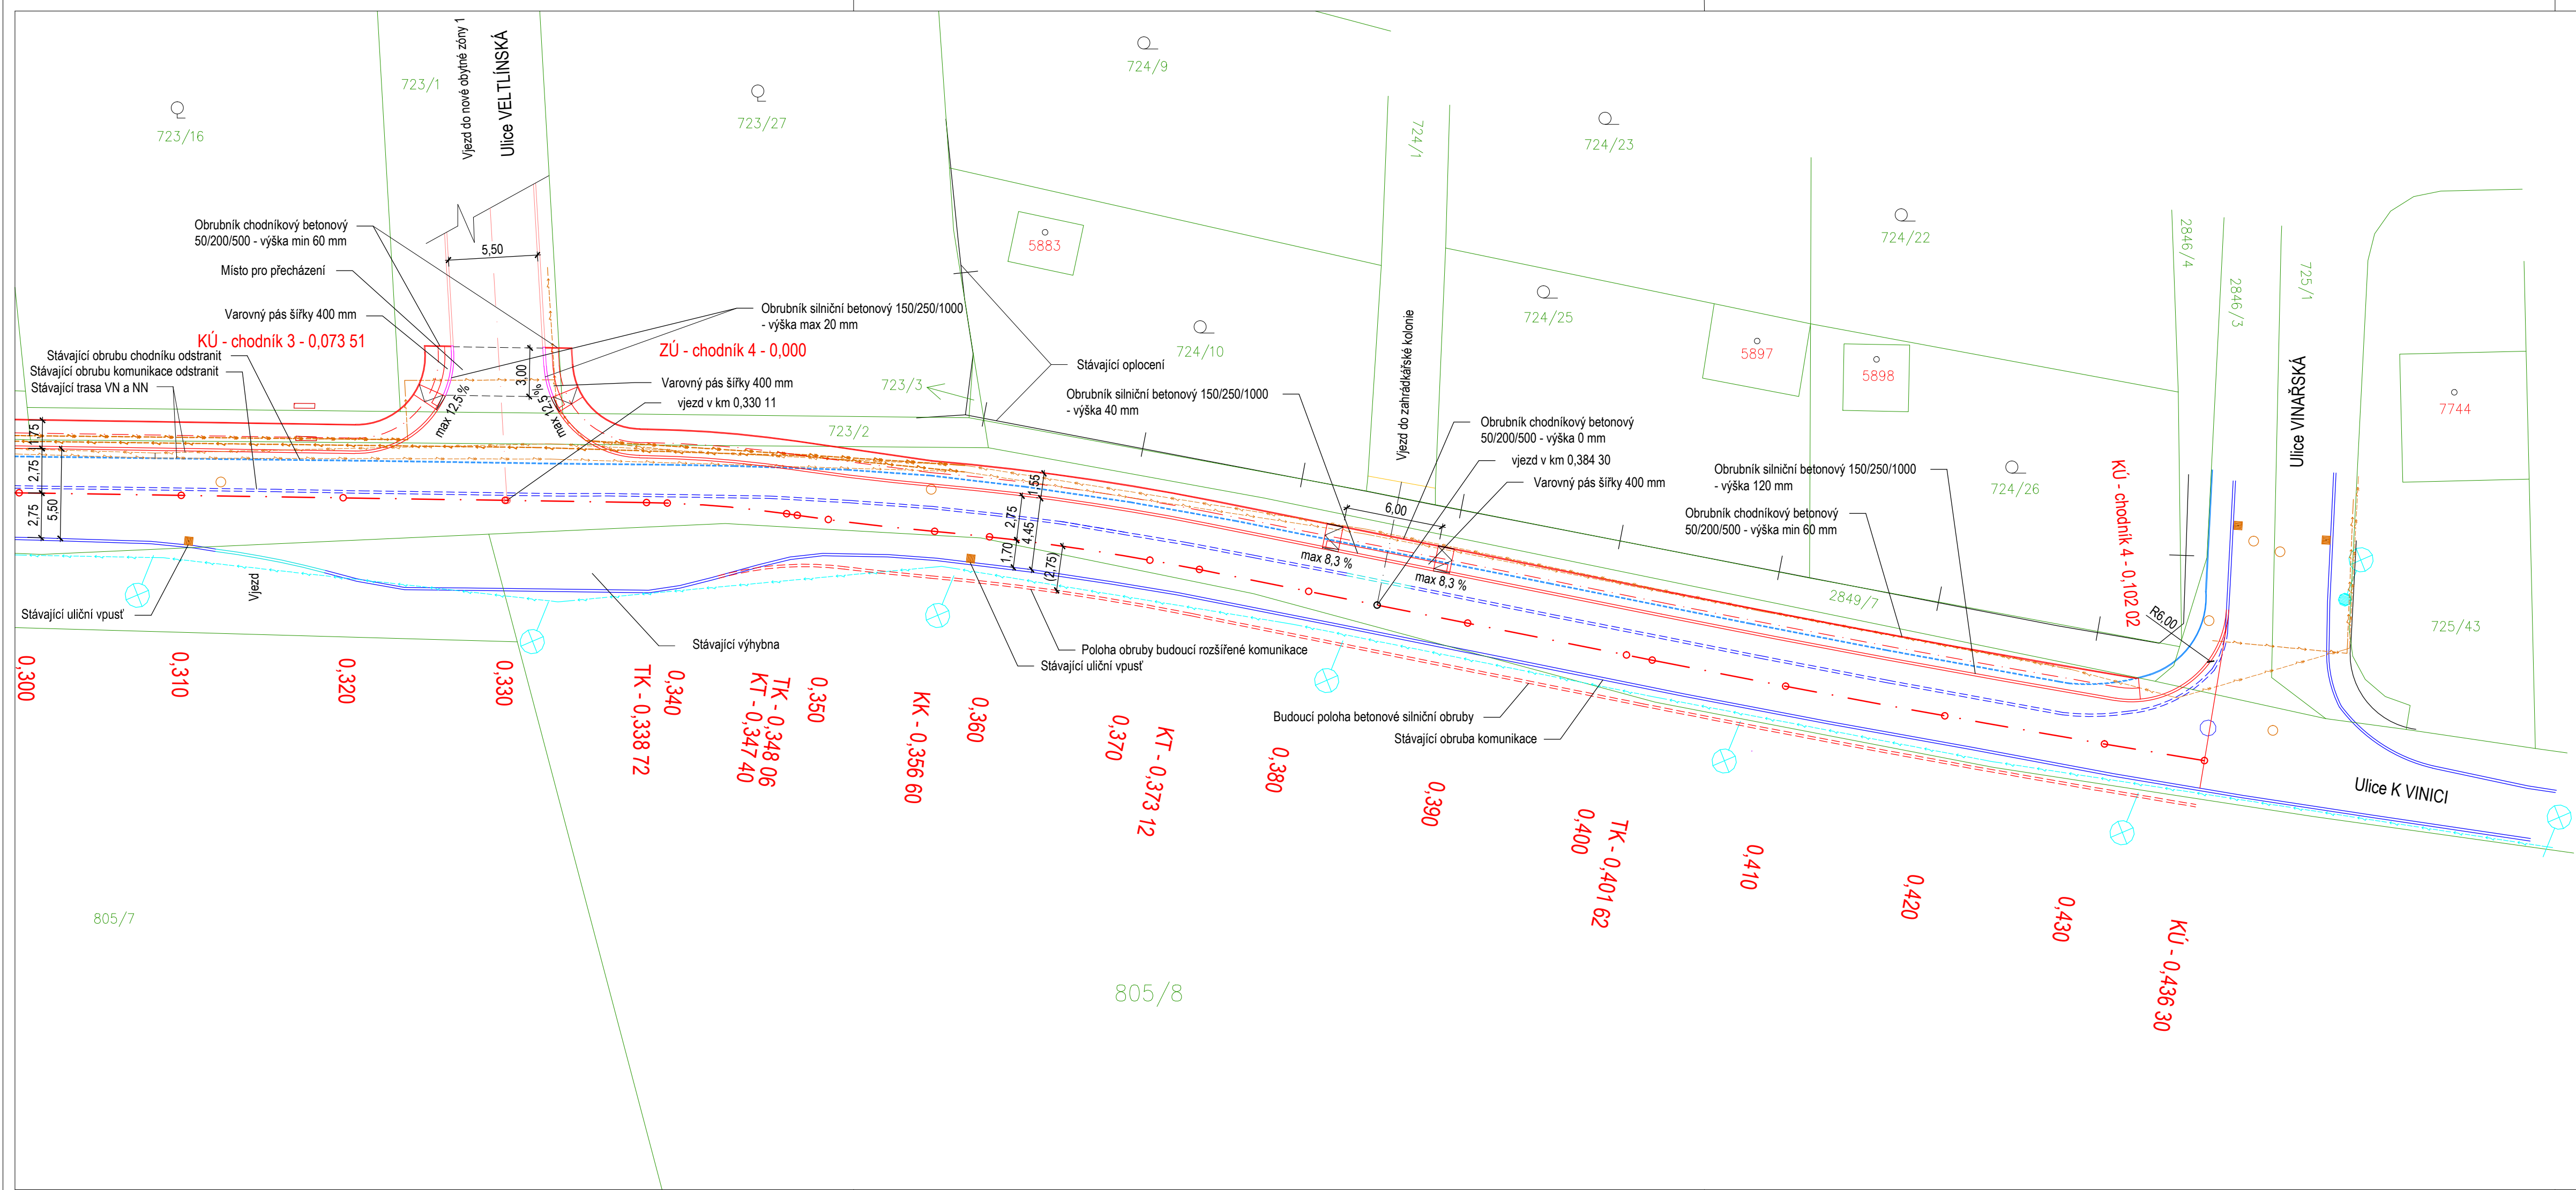 723/16
723/1
Vjezd do nové obytné zóny 1
Ulice VELTLÍNSKÁ
723/27
724/9
724/1
724/23
724/22
2846/4
2846/3
725/1
5883
724/10
724/25
5897
5898
7744
Obrubník chodníkový betonový
50/200/500 - výška min 60 mm
Místo pro přecházení
Varovný pás šířky 400 mm
KÚ - chodník 3 - 0,073 51
Stávající obrubu chodníku odstranit
Stávající obrubu komunikace odstranit
Stávající trasa VN a NN
5,50
3,00
max 12,5 %
max 12,5 %
Obrubník silniční betonový 150/250/1000
- výška max 20 mm
ZÚ - chodník 4 - 0,000
Varovný pás šířky 400 mm
vjezd v km 0,330 11
723/3
723/2
Stávající oplocení
Obrubník silniční betonový 150/250/1000
- výška 40 mm
Vjezd do zahrádkářské kolonie
Obrubník chodníkový betonový
50/200/500 - výška 0 mm
vjezd v km 0,384 30
Varovný pás šířky 400 mm
Obrubník silniční betonový 150/250/1000
- výška 120 mm
Obrubník chodníkový betonový
50/200/500 - výška min 60 mm
724/26
KÚ - chodník 4 - 0,102 02
Ulice VINAŘSKÁ
1,75
2,75
2,75
5,50
1,55
2,75
4,45
1,70
(2,75)
6,00
max 8,3 %
max 8,3 %
2849/7
R6,00
725/43
Vjezd
Stávající uliční vpusť
Stávající výhybna
Poloha obruby budoucí rozšířené komunikace
Stávající uliční vpusť
Budoucí poloha betonové silniční obruby
Stávající obruba komunikace
Ulice K VINICI
0,300
0,310
0,320
0,330
TK - 0,338 72
0,340
KT - 0,347 40
TK - 0,348 06
0,350
KK - 0,356 60
0,360
0,370
KT - 0,373 12
0,380
0,390
0,400
TK - 0,401 62
0,410
0,420
0,430
KÚ - 0,436 30
805/7
805/8